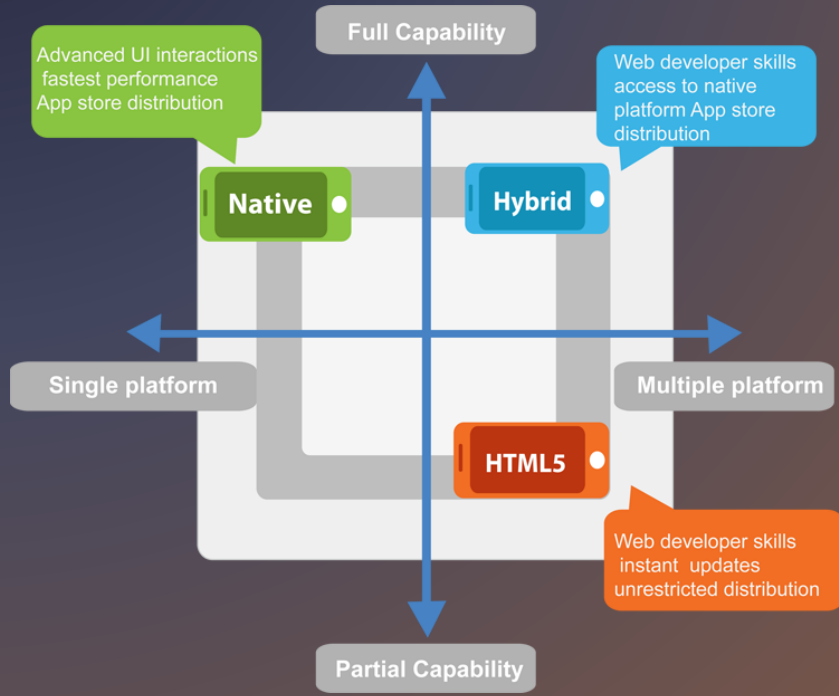 Full Capability
Advanced UI interactions
fastest performance
App store distribution
Web developer skills
access to native
platform App store
distribution
Native
Hybrid
Single platform
Multiple platform
HTML5
Web developer skills
instant updates
unrestricted distribution
Partial Capability